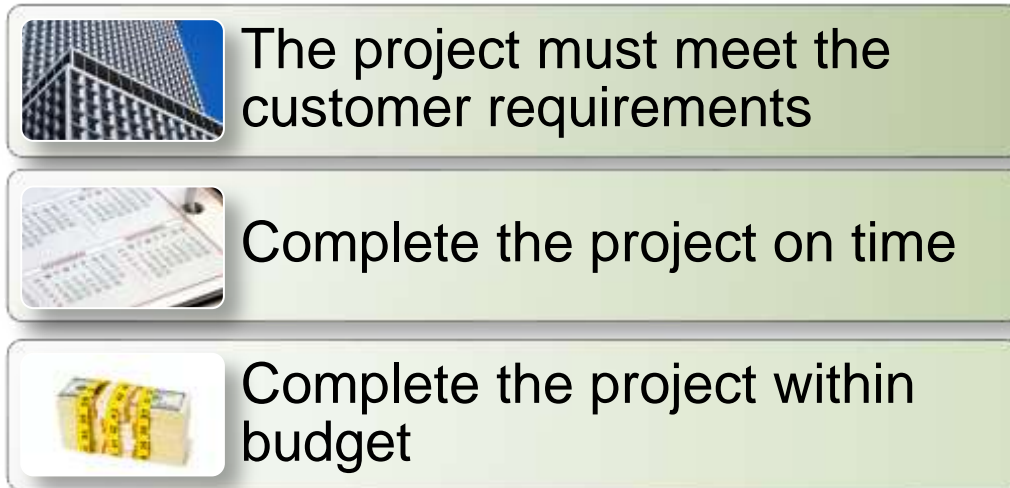 The project must meet the
customer requirements
Complete the project on time
Complete the project within
budget